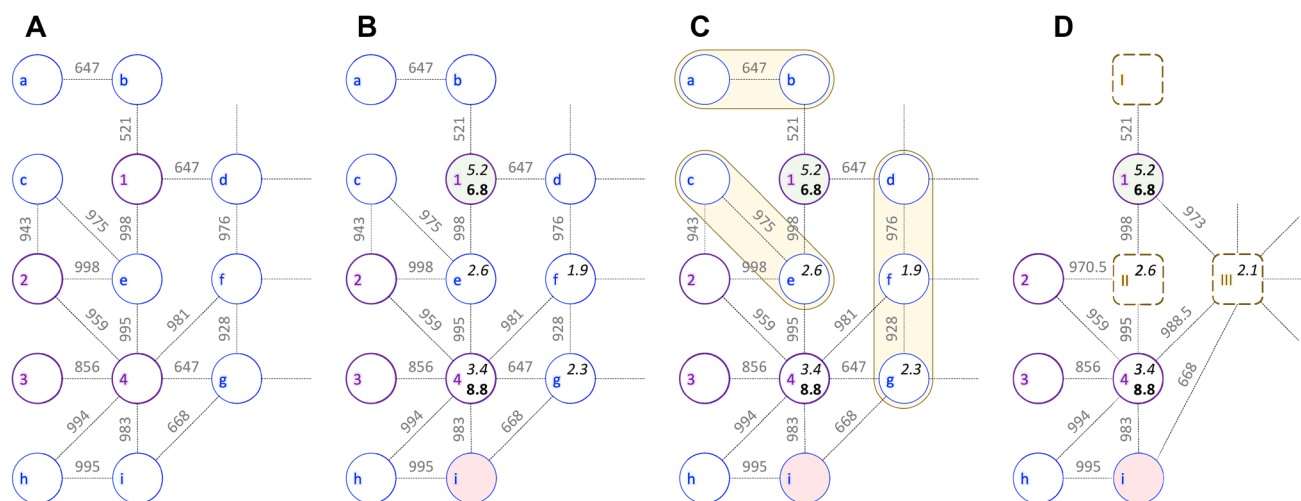 A B C D
a 647 b a 647 b a 647 b I
521 521 521 521
c 1 647 d c 1 5.2 647 d c 1 5.2 647 d 1 5.2
6.8 6.8 6.8
943 975 998 976 943 975 998 976 943 975 998 976 998 973
2 998 e f 2 998 e 2.6 f 1.9 2 998 e 2.6 f 1.9 2 970.5 II 2.6 III 2.1
959 995 981 928 959 995 981 928 959 995 981 928 959 995 988.5
3 856 4 647 g 3 856 4 3.4 647 g 2.3 3 856 4 3.4 647 g 2.3 3 856 4 3.4 668
8.8 8.8 8.8
994 983 668 994 983 668 994 983 668 994 983
h 995 i h 995 i h 995 i h 995 i